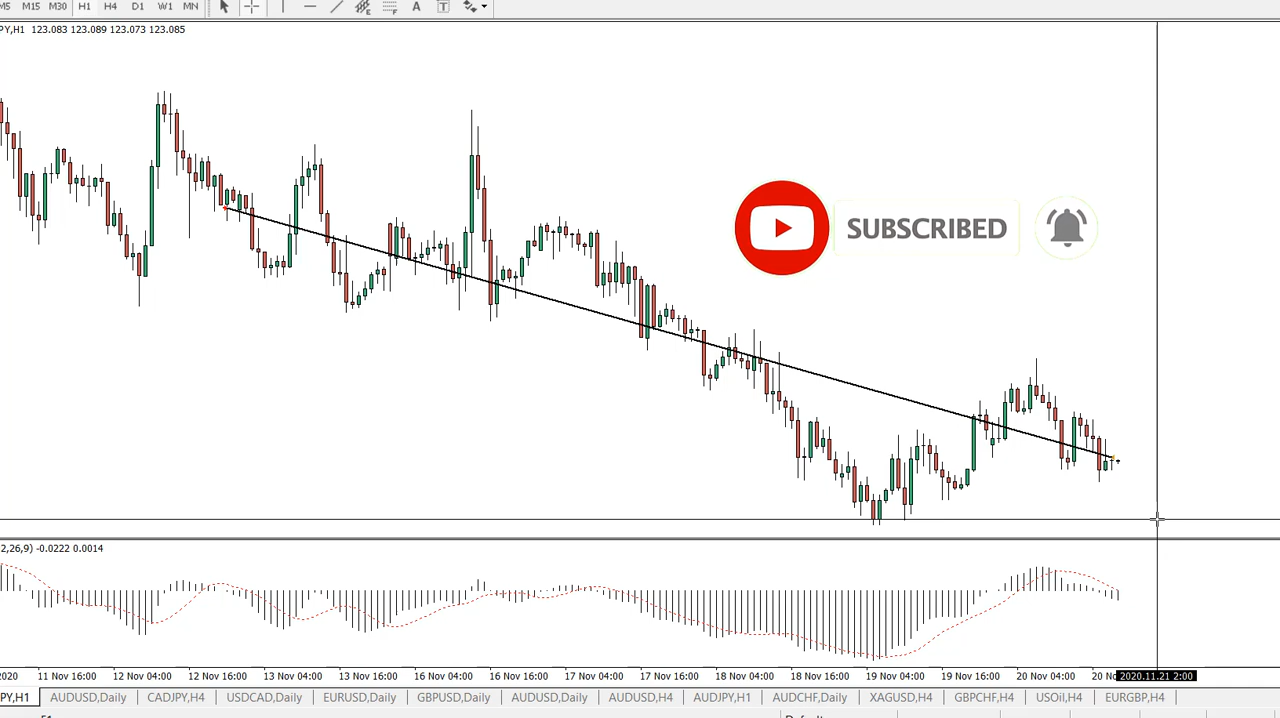 M5 M15 M30 H1 H4 D1 W1 MN A T
PY,H1 123.083 123.089 123.073 123.085
SUBSCRIBED
2,26,9) -0.0222 0.0014
2020 11 Nov 16:00 12 Nov 04:00 12 Nov 16:00 13 Nov 04:00 13 Nov 16:00 16 Nov 04:00 16 Nov 16:00 17 Nov 04:00 17 Nov 16:00 18 Nov 04:00 18 Nov 16:00 19 Nov 04:00 19 Nov 16:00 20 Nov 04:00 20 No 2020.11.21 2:00
PY,H1 AUDUSD,Daily CADJPY,H4 USDCAD,Daily EURUSD,Daily GBPUSD,Daily AUDUSD,Daily AUDUSD,H4 AUDJPY,H1 AUDCHF,Daily XAGUSD,H4 GBPCHF,H4 USOil,H4 EURGBP,H4